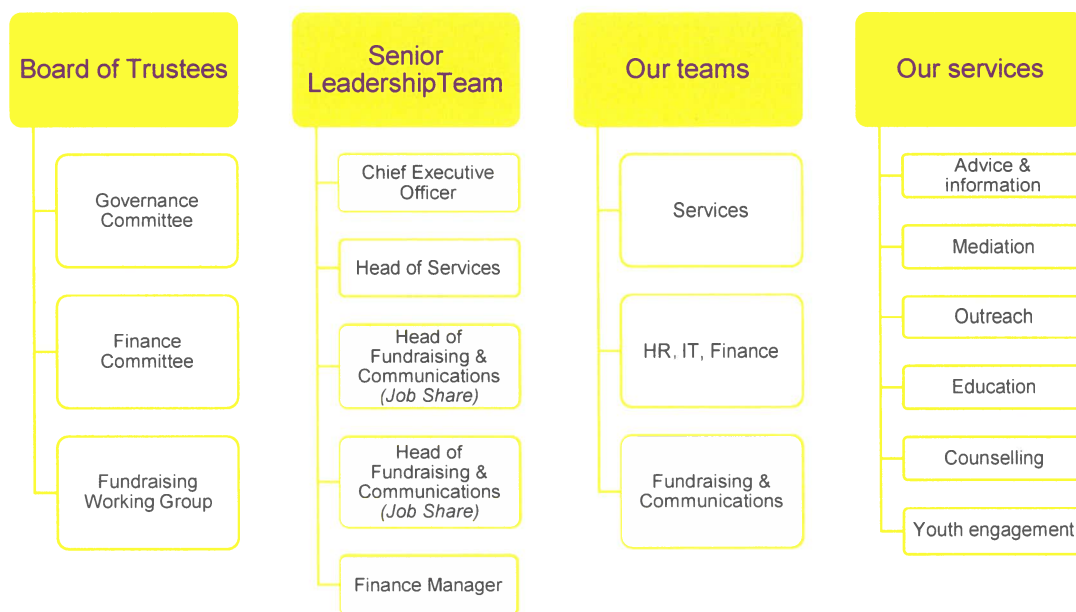 Board of Trustees
Governance
Committee
Finance
Committee
Fundraising
Working Group
Senior
LeadershipTeam
Chief Executive
Officer
Head of Services
Head of
Fundraising &
Communications
(Job Share)
Head of
Fundraising &
Communications
(Job Share)
Finance Manager
Our teams
Services
HR, IT, Finance
Fundraising &
Communications
Our services
Advice &
information
Mediation
Outreach
Education
Counselling
Youth engagement